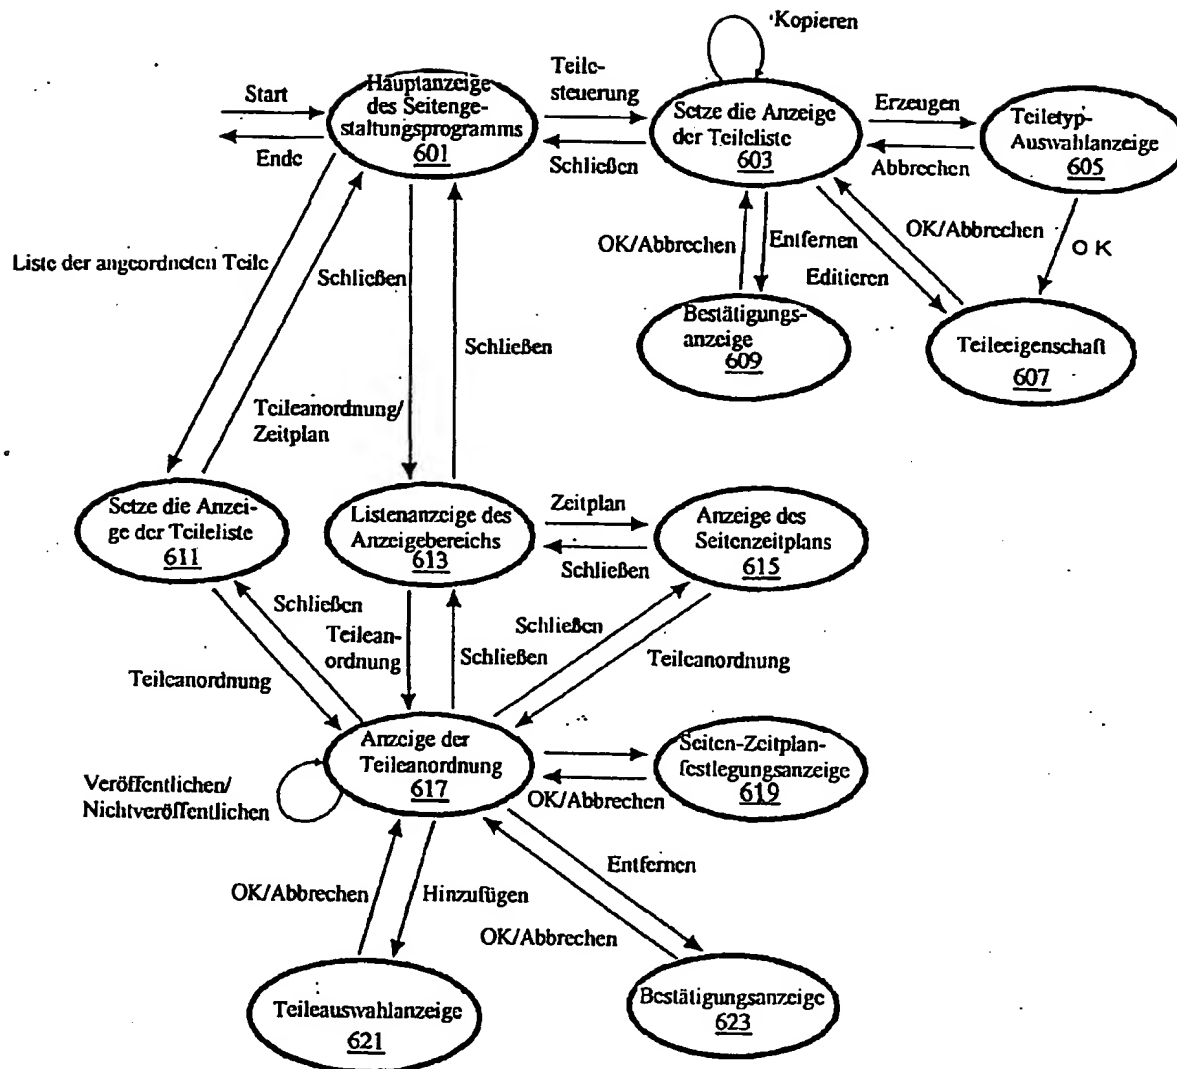 Kopieren
Start
Ende
Hauptanzeige
des Seitenge-
staltungsprogramms
601
Teile-
steuerung
Schließen
Setze die Anzeige
der Teileliste
603
Erzeugen
Abbrechen
Teiletyp-
Auswahlanzeige
605
OK/Abbrechen
Entfernen
Editieren
OK/Abbrechen
OK
Bestätigungs-
anzeige
609
Teileeigenschaft
607
Liste der angeordneten Teile
Schließen
Schließen
Teileanordnung/
Zeitplan
Setze die Anzei-
ge der Teileliste
611
Listenanzeige des
Anzeigebereichs
613
Zeitplan
Schließen
Anzeige des
Seitenzeitplans
615
Schließen
Teileanordnung
Teilean-
ordnung
Schließen
Schließen
Teileanordnung
Anzeige der
Teileanordnung
617
Veröffentlichen/
Nichtveröffentlichen
OK/Abbrechen
Seiten-Zeitplan-
festlegungsanzeige
619
OK/Abbrechen
Hinzufügen
Entfernen
OK/Abbrechen
Teileauswahlanzeige
621
Bestätigungsanzeige
623